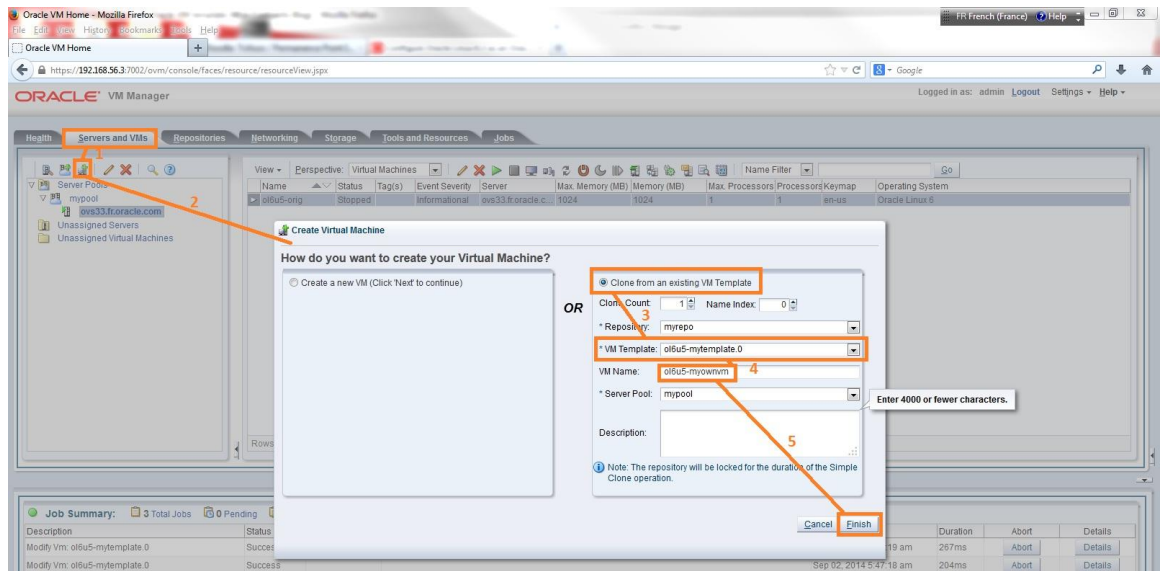 Oracle VM Home - Mozilla Firefox
FR French (France) Help
File Edit View History Bookmarks Tools Help
Oracle VM Home
https://192.168.56.3:7002/ovm/console/faces/resource/resourceView.jspx
Google
ORACLE VM Manager
Logged in as: admin Logout Settings Help
Health Servers and VMs Repositories Networking Storage Tools and Resources Jobs
1
View Perspective: Virtual Machines Name Filter Go
Server Pools
Name Status Tag(s) Event Severity Server Max. Memory (MB) Memory (MB) Max. Processors Processors Keymap Operating System
mypool
2
ol6u5-orig Stopped Informational ovs33.fr.oracle.c... 1024 1024 1 1 en-us Oracle Linux 6
ovs33.fr.oracle.com
Unassigned Servers
Unassigned Virtual Machines
Create Virtual Machine
How do you want to create your Virtual Machine?
Create a new VM (Click 'Next' to continue)
OR
Clone from an existing VM Template
Clone Count: 1 Name Index: 0
3
* Repository: myrepo
* VM Template: ol6u5-mytemplate.0
VM Name: ol6u5-myownvm
4
* Server Pool: mypool
Enter 4000 or fewer characters.
Description:
5
Rows
Note: The repository will be locked for the duration of the Simple
Clone operation.
Cancel Finish
Job Summary: 3 Total Jobs 0 Pending
Description Status Duration Abort Details
Modify Vm: ol6u5-mytemplate.0 Succes 19 am 267ms Abort Details
Modify Vm: ol6u5-mytemplate.0 Success Sep 02, 2014 5:47:18 am 204ms Abort Details